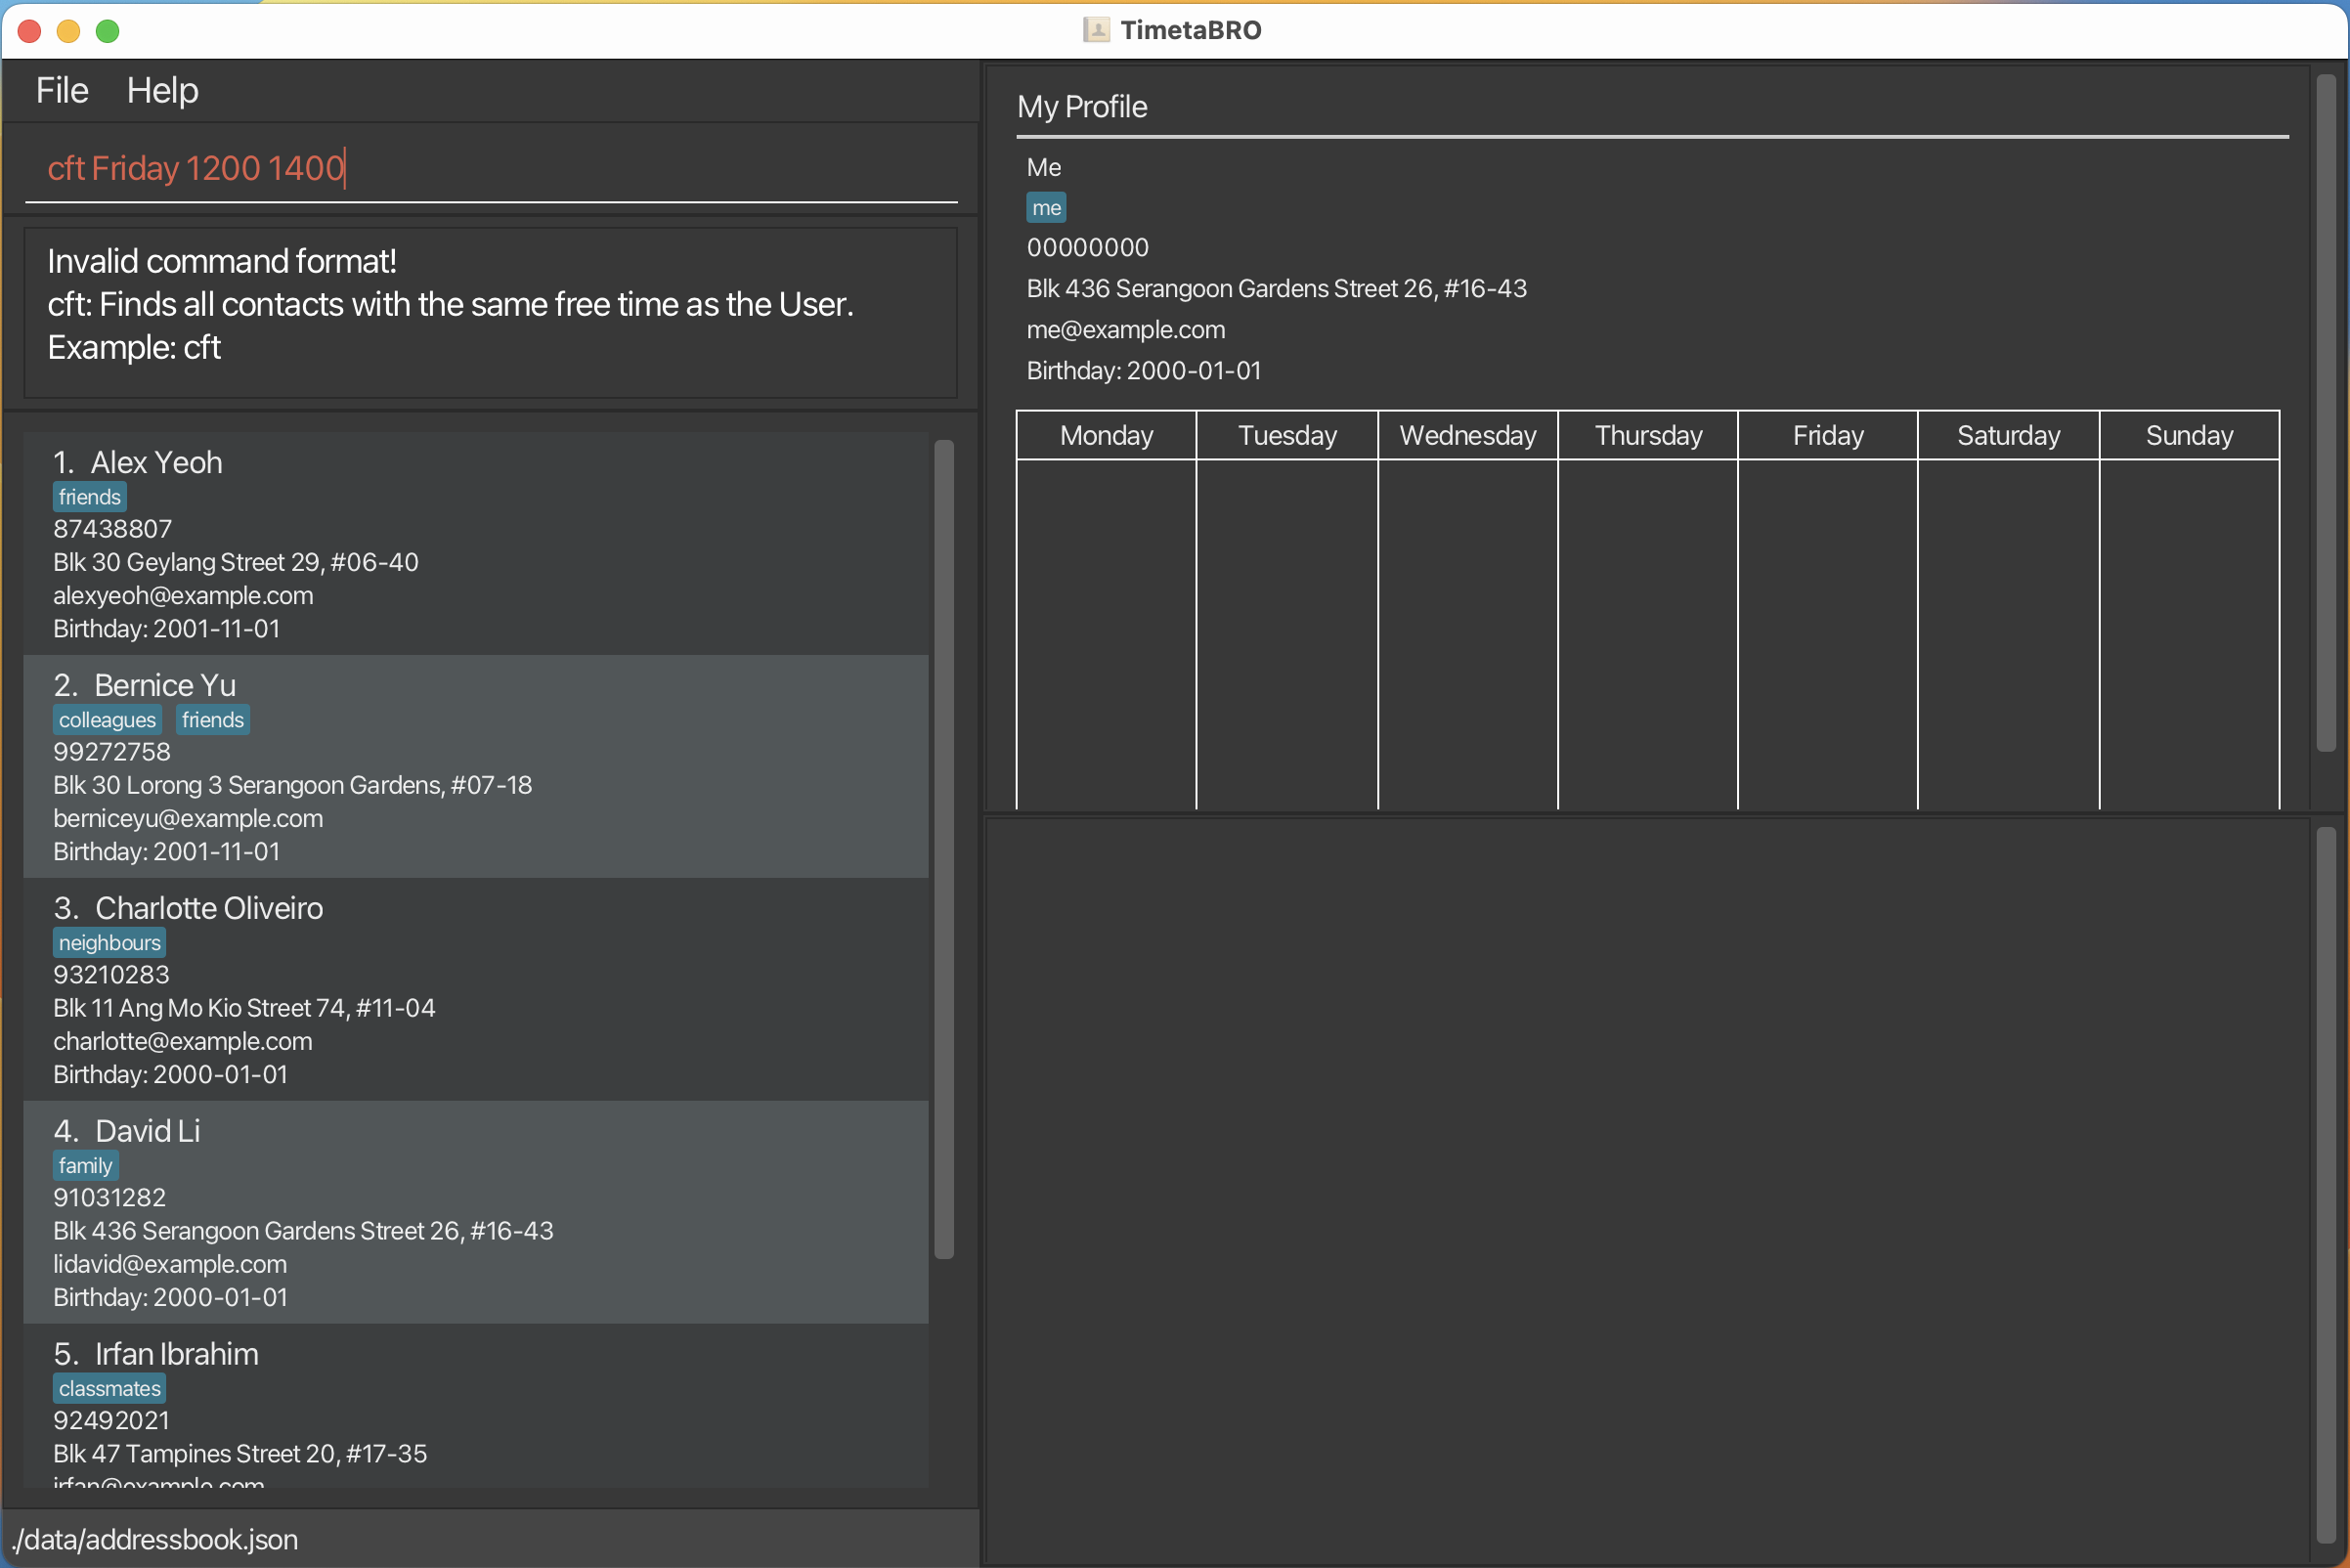 TimetaBRO
File Help
cft Friday 1200 1400
Invalid command format!
cft: Finds all contacts with the same free time as the User.
Example: cft
1. Alex Yeoh
friends
87438807
Blk 30 Geylang Street 29, #06-40
alexyeoh@example.com
Birthday: 2001-11-01
2. Bernice Yu
colleagues friends
99272758
Blk 30 Lorong 3 Serangoon Gardens, #07-18
berniceyu@example.com
Birthday: 2001-11-01
3. Charlotte Oliveiro
neighbours
93210283
Blk 11 Ang Mo Kio Street 74, #11-04
charlotte@example.com
Birthday: 2000-01-01
4. David Li
family
91031282
Blk 436 Serangoon Gardens Street 26, #16-43
lidavid@example.com
Birthday: 2000-01-01
5. Irfan Ibrahim
classmates
92492021
Blk 47 Tampines Street 20, #17-35
irfan@example.com
./data/addressbook.json
My Profile
Me
me
00000000
Blk 436 Serangoon Gardens Street 26, #16-43
me@example.com
Birthday: 2000-01-01
Monday Tuesday Wednesday Thursday Friday Saturday Sunday